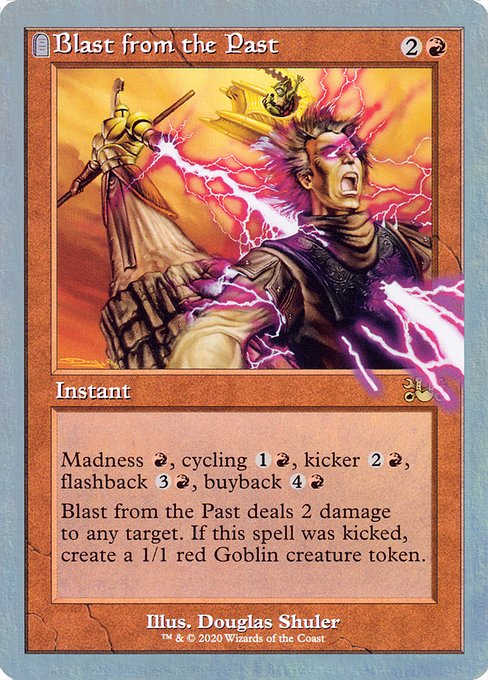 Blast from the Past 2
Instant
Madness , cycling 1 , kicker 2 ,
flashback 3 , buyback 4
Blast from the Past deals 2 damage
to any target. If this spell was kicked,
create a 1/1 red Goblin creature token.
Illus. Douglas Shuler
™ & © 2020 Wizards of the Coast